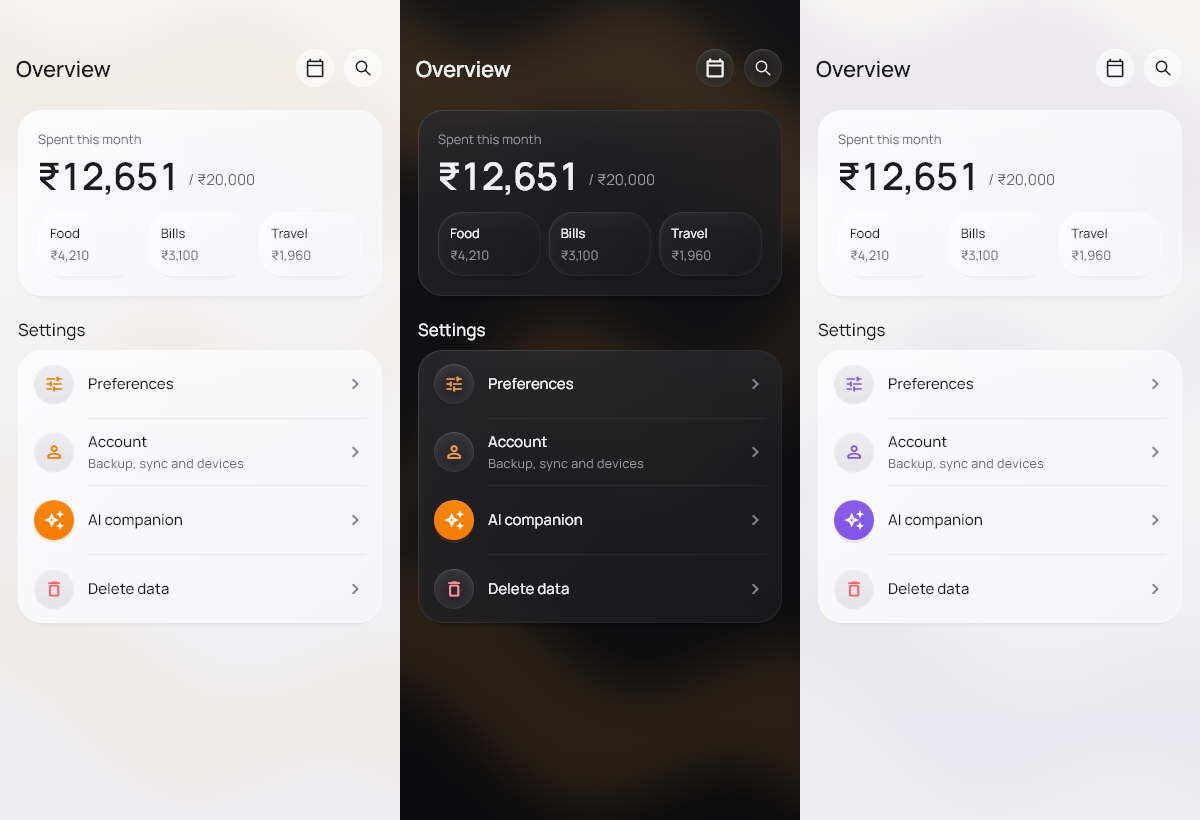 Overview
Spent this month
₹12,651 / ₹20,000
Food
₹4,210
Bills
₹3,100
Travel
₹1,960
Settings
Preferences
Account
Backup, sync and devices
AI companion
Delete data
Overview
Spent this month
₹12,651 / ₹20,000
Food
₹4,210
Bills
₹3,100
Travel
₹1,960
Settings
Preferences
Account
Backup, sync and devices
AI companion
Delete data
Overview
Spent this month
₹12,651 / ₹20,000
Food
₹4,210
Bills
₹3,100
Travel
₹1,960
Settings
Preferences
Account
Backup, sync and devices
AI companion
Delete data